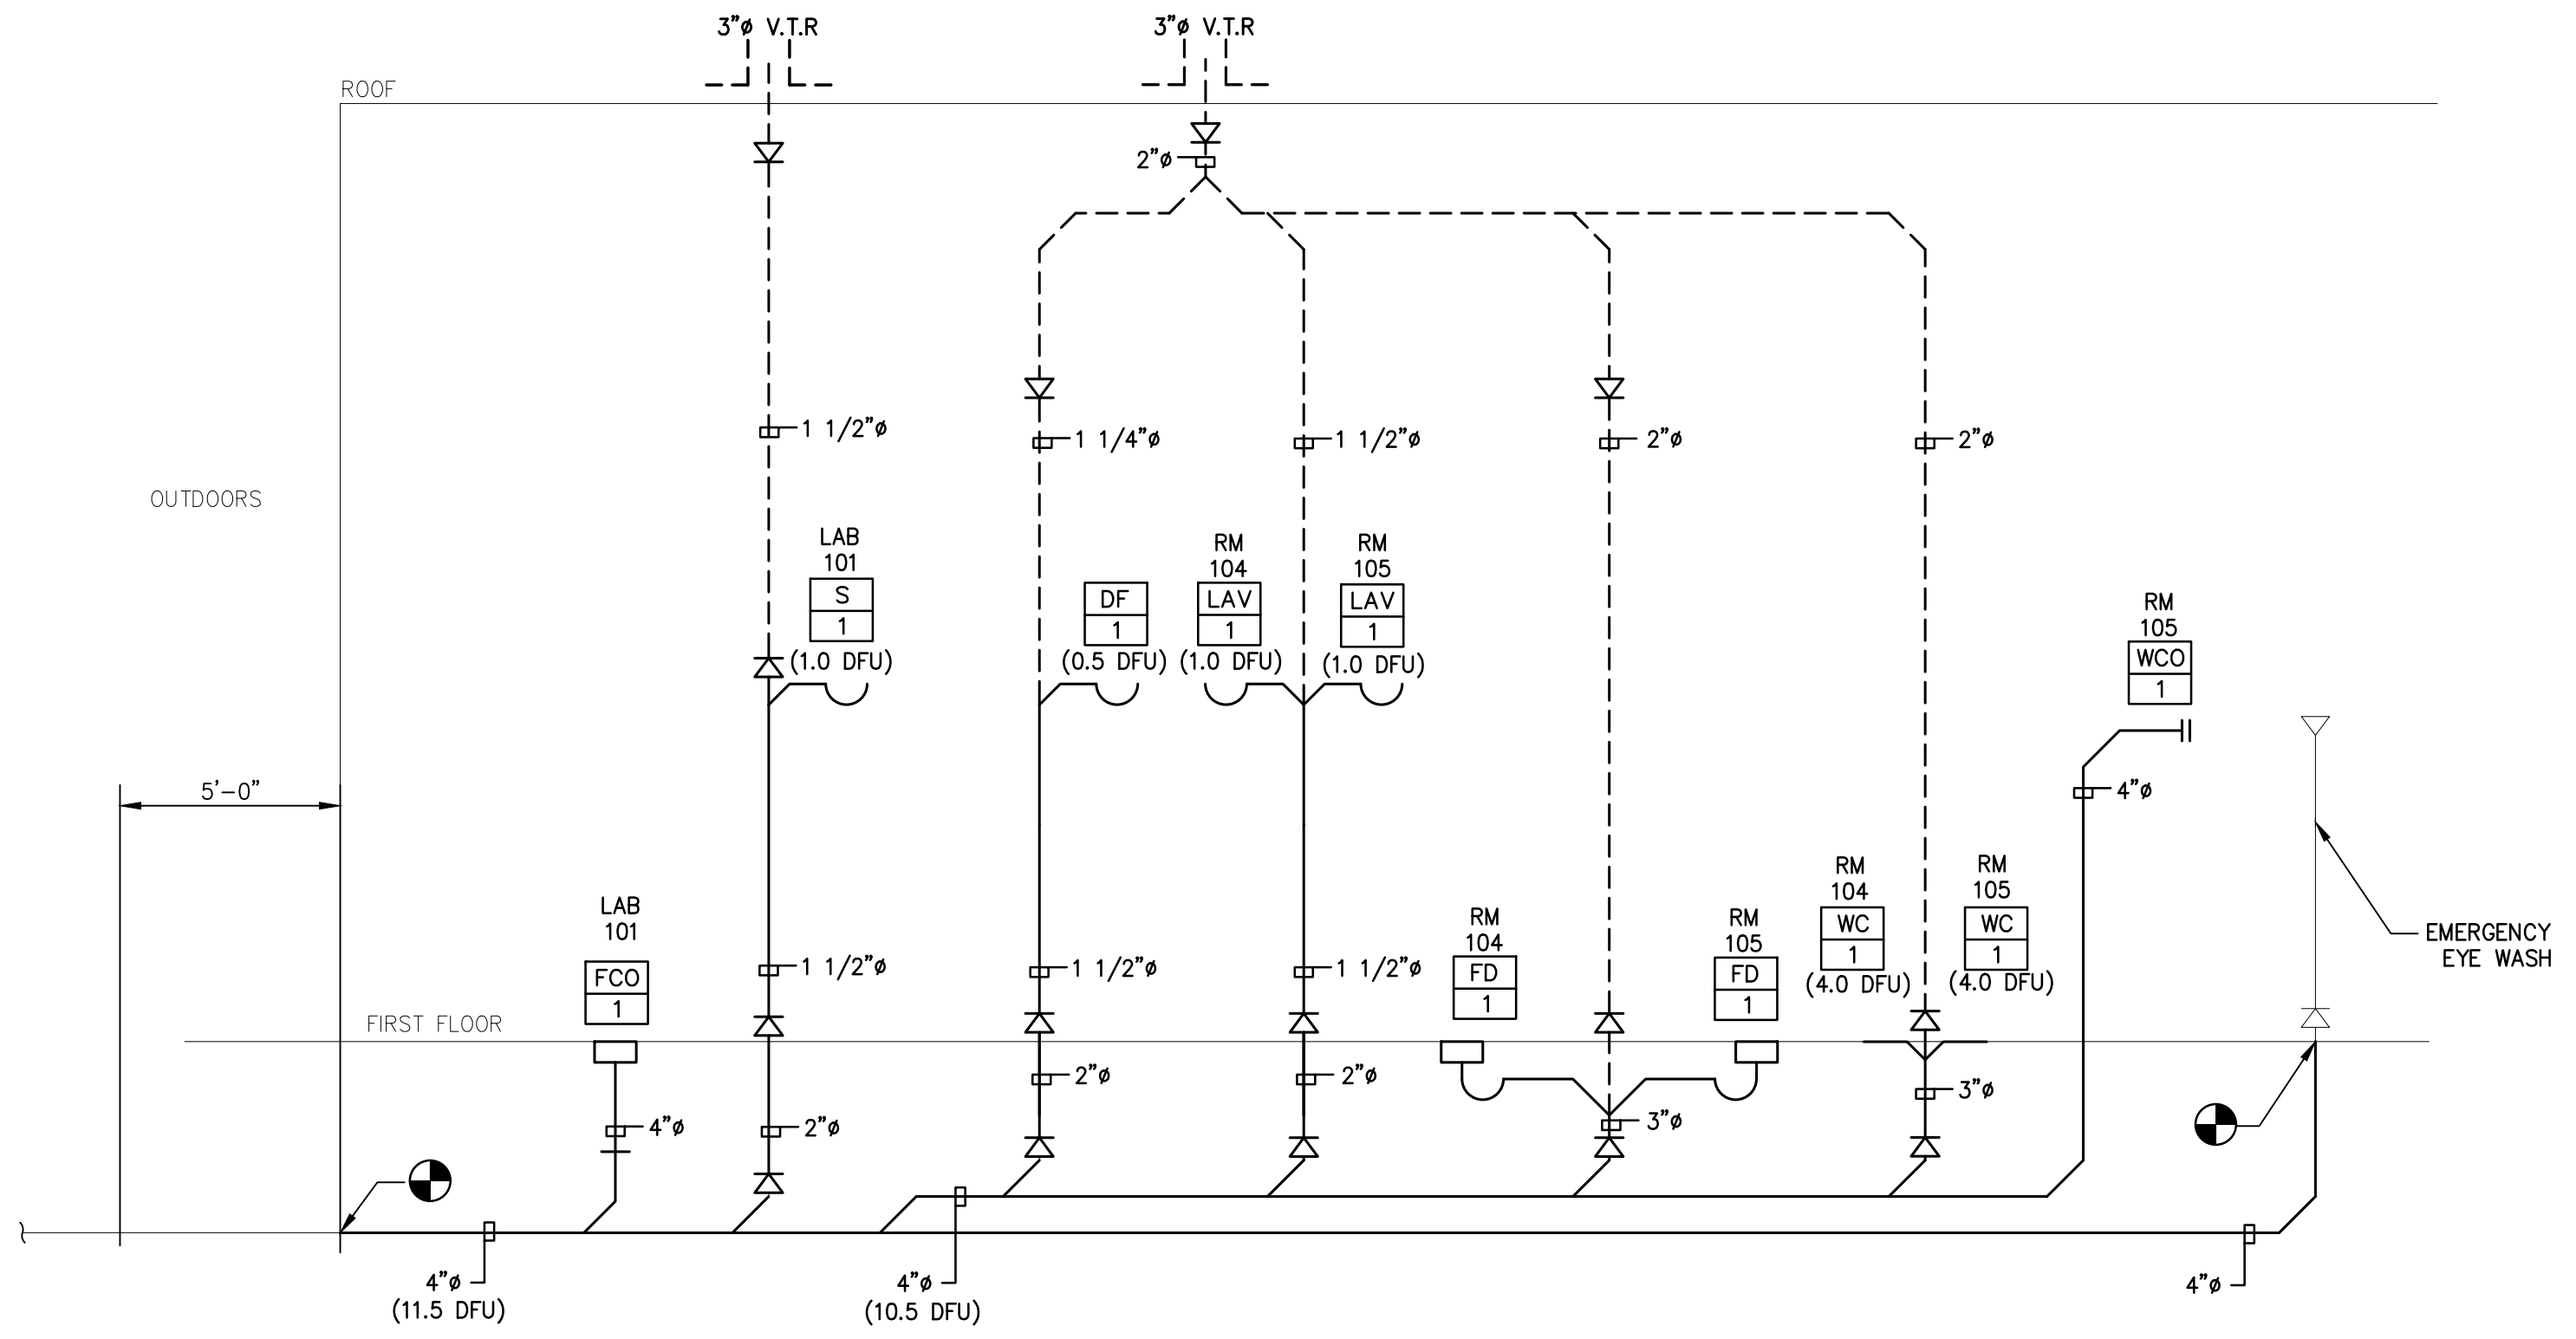 3”ø V.T.R
3”ø V.T.R
ROOF
2”ø
1 1/2”ø
1 1/4”ø
1 1/2”ø
2”ø
2”ø
OUTDOORS
LAB
101
S
1
(1.0 DFU)
DF
1
(0.5 DFU)
RM
104
LAV
1
(1.0 DFU)
RM
105
LAV
1
(1.0 DFU)
RM
105
WCO
1
4”ø
5'-0”
LAB
101
FCO
1
1 1/2”ø
1 1/2”ø
1 1/2”ø
RM
104
FD
1
RM
105
FD
1
RM
104
WC
1
(4.0 DFU)
RM
105
WC
1
(4.0 DFU)
EMERGENCY
EYE WASH
FIRST FLOOR
4”ø
2”ø
2”ø
2”ø
3”ø
3”ø
4”ø
(11.5 DFU)
4”ø
(10.5 DFU)
4”ø